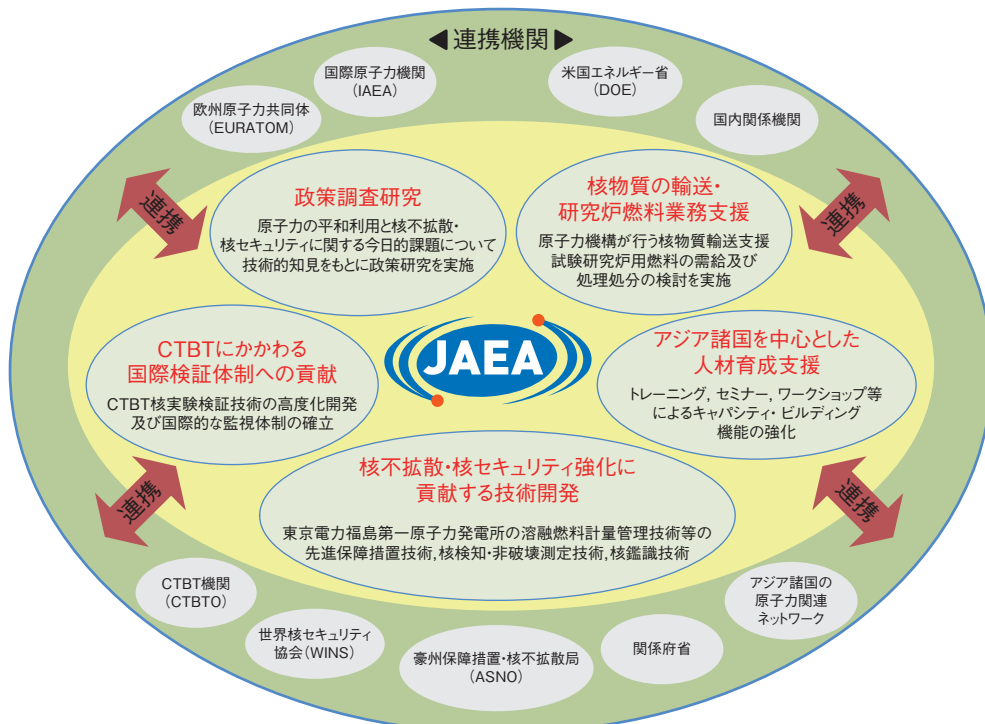 ◀連携機関▶
国際原子力機関
(IAEA)
米国エネルギー省
(DOE)
欧州原子力共同体
(EURATOM)
国内関係機関
連携
連携
政策調査研究
原子力の平和利用と核不拡散・
核セキュリティに関する今日的課題について
技術的知見をもとに政策研究を実施
核物質の輸送・
研究炉燃料業務支援
原子力機構が行う核物質輸送支援
試験研究炉用燃料の需給及び
処理処分の検討を実施
CTBTにかかわる
国際検証体制への貢献
CTBT核実験検証技術の高度化開発
及び国際的な監視体制の確立
JAEA
アジア諸国を中心とした
人材育成支援
トレーニング, セミナー, ワークショップ等
によるキャパシティ・ビルディング
機能の強化
核不拡散・核セキュリティ強化に
貢献する技術開発
東京電力福島第一原子力発電所の溶融燃料計量管理技術等の
先進保障措置技術, 核検知・非破壊測定技術, 核鑑識技術
連携
連携
CTBT機関
(CTBTO)
世界核セキュリティ
協会(WINS)
豪州保障措置・核不拡散局
(ASNO)
関係府省
アジア諸国の
原子力関連
ネットワーク